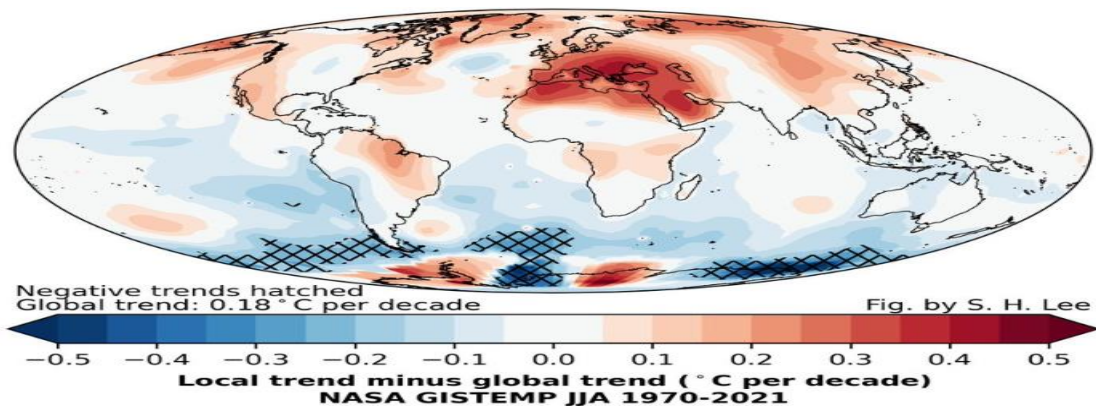 Negative trends hatched
Global trend: 0.18°C per decade
Fig. by S. H. Lee
−0.5 −0.4 −0.3 −0.2 −0.1 0.0 0.1 0.2 0.3 0.4 0.5
Local trend minus global trend (°C per decade)
NASA GISTEMP JJA 1970-2021